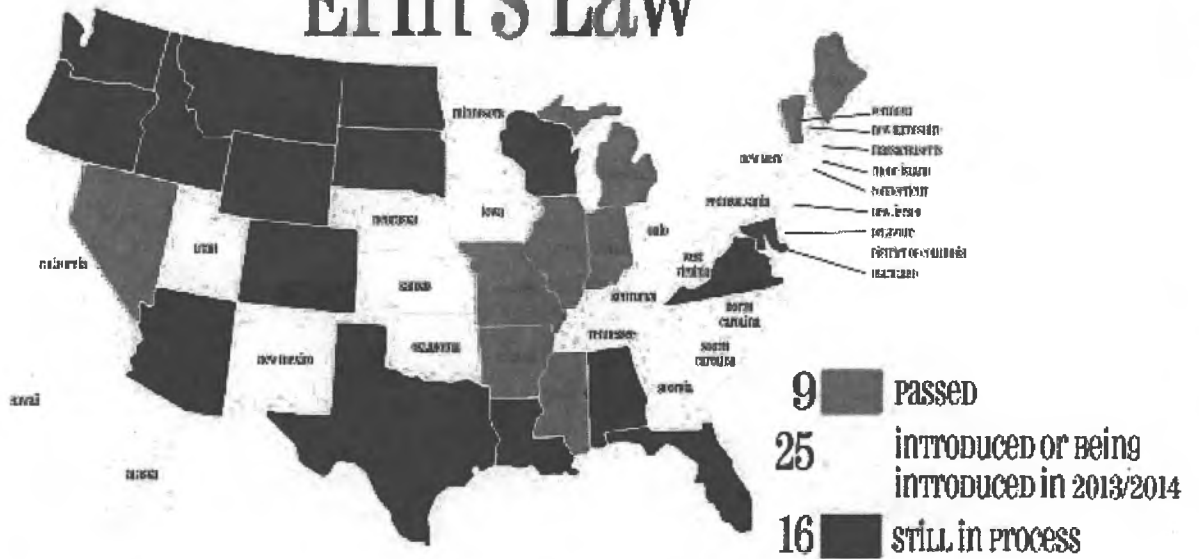 Erin's Law
minnesota
new york
vermont
new hampshire
massachusetts
rhode island
connecticut
new jersey
delaware
district of columbia
maryland
pennsylvania
nebraska
iowa
ohio
utah
california
west
virginia
kansas
kentucky
north
carolina
tennessee
oklahoma
new mexico
south
carolina
georgia
alaska
9 PASSED
25 inTRODUCED OR BEing
inTRODUCED in 2013/2014
16 STiLL in PROCESS